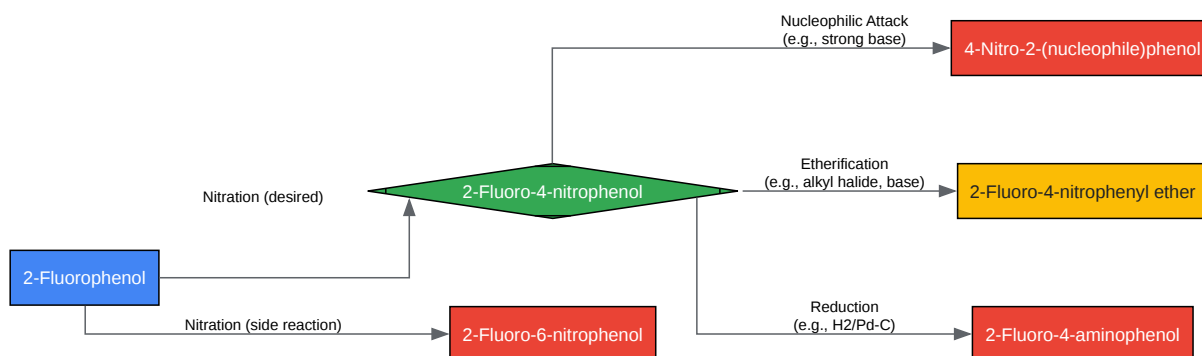 Nucleophilic Attack
(e.g., strong base)
4-Nitro-2-(nucleophile)phenol
Nitration (desired)
2-Fluoro-4-nitrophenol
Etherification
(e.g., alkyl halide, base)
2-Fluoro-4-nitrophenyl ether
2-Fluorophenol
Nitration (side reaction)
2-Fluoro-6-nitrophenol
Reduction
(e.g., H2/Pd-C)
2-Fluoro-4-aminophenol